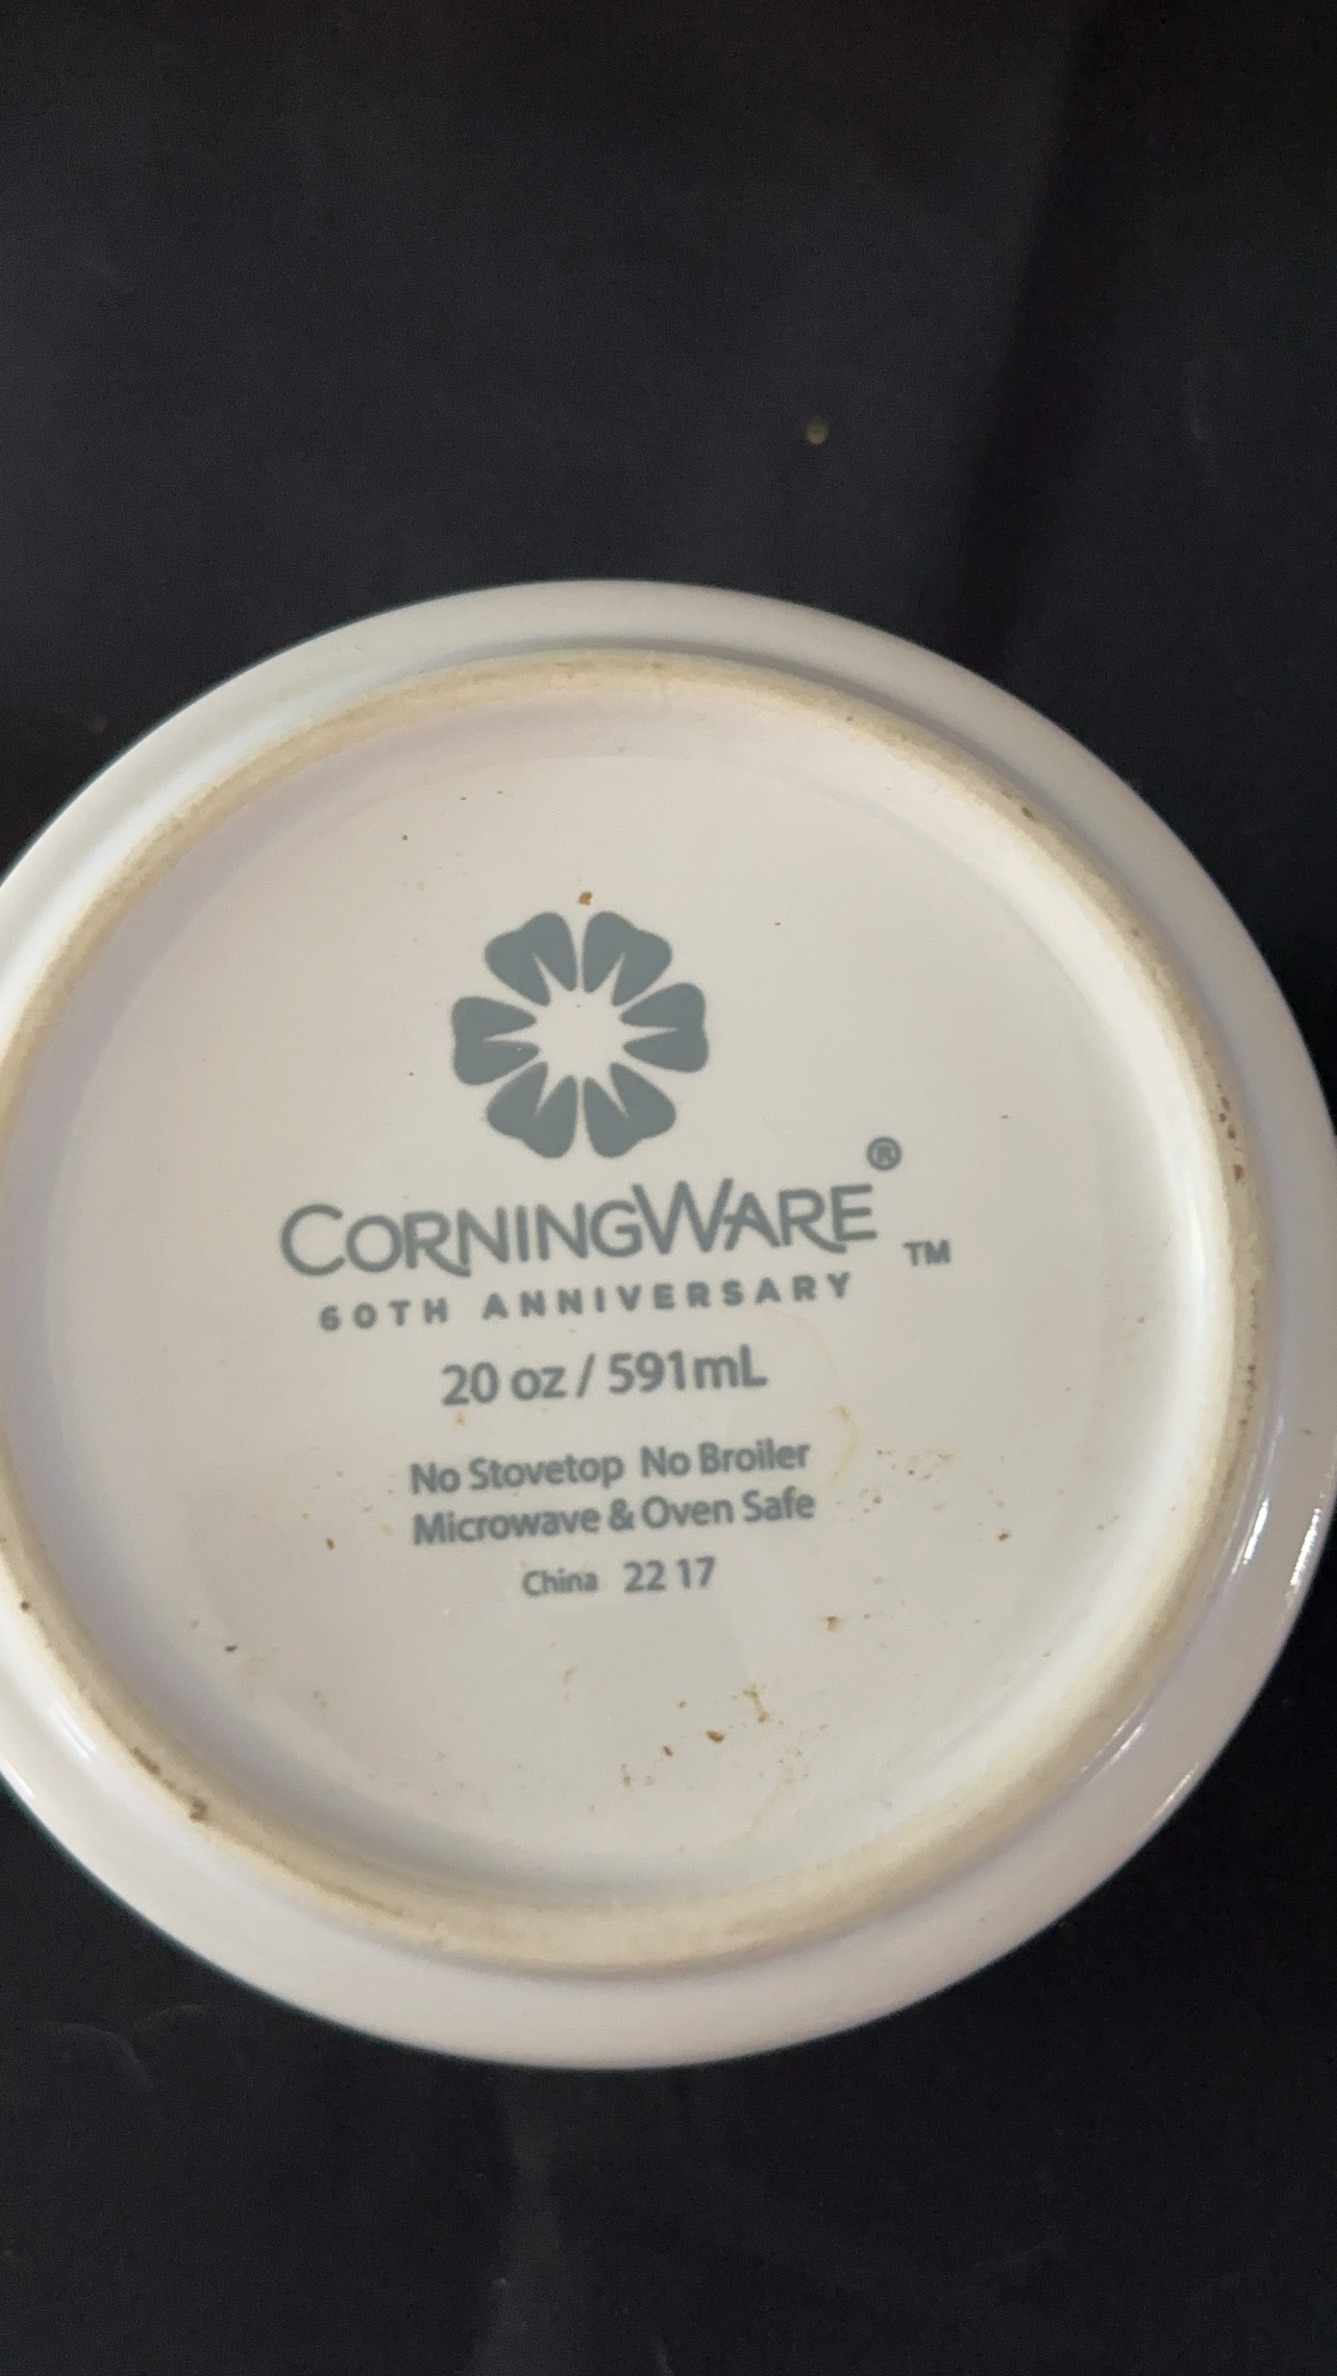 CORNINGWARE®
60TH ANNIVERSARY ™
20 oz / 591mL
No Stovetop No Broiler
Microwave & Oven Safe
China 22 17